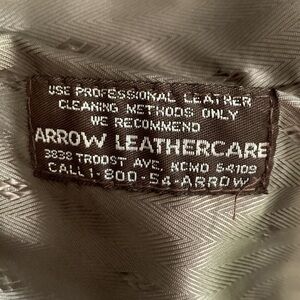 USE PROFESSIONAL LEATHER
CLEANING METHODS ONLY
WE RECOMMEND
ARROW LEATHERCARE
3838 TROOST AVE, KCMO 64109
CALL 1-800-54-ARROW